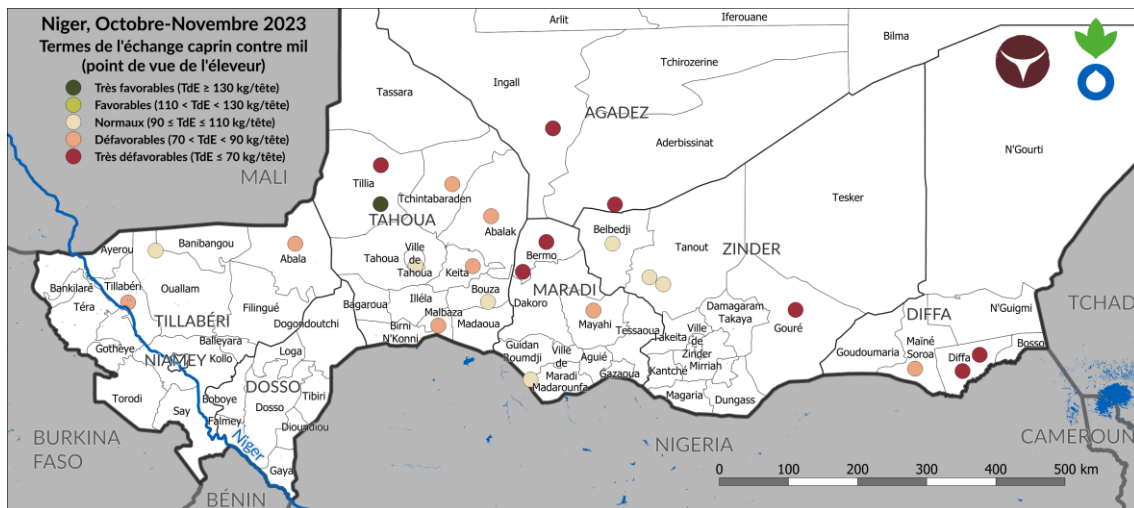 Niger, Octobre-Novembre 2023
Termes de l'échange caprin contre mil
(point de vue de l'éleveur)
Très favorables (TdE ≥ 130 kg/tête)
Favorables (110 < TdE < 130 kg/tête)
Normaux (90 ≤ TdE ≤ 110 kg/tête)
Défavorables (70 < TdE < 90 kg/tête)
Très défavorables (TdE ≤ 70 kg/tête)
Arlit
Iferouane
Bilma
Tchirozerine
Ingall
Tassara
AGADEZ
Aderbissinat
N'Gourti
MALI
Tillia
Tchintabaraden
Tesker
TAHOUA
Abalak
Belbedji
Tanout
ZINDER
Ayerou
Banibangou
Abala
Tahoua
Ville
de
Tahoua
Keita
Bermo
Bankilaré
Tillabéri
Ouallam
Téra
Filingué
Bagaroua
Illéla
Bouza
Dakoro
MARADI
Damagaram
Takaya
Gouré
N'Guigmi
TCHAD
DIFFA
TILLABÉRI
Dogondoutchi
Birni
N'Konni
Malbaza
Madaoua
Mayahi
Tessaoua
Takeita
Ville
de
Zinder
Mirriah
Goudoumaria
Maïné
Soroa
Diffa
Bosso
Gotheye
NIAMEY
Kollo
Balleyara
Loga
Guidan
Roumdji
Ville
de
Maradi
Madarounfa
Aguié
Gazaoua
Kantché
Magaria
Dungass
Torodi
Say
Boboye
DOSSO
Dosso
Tibiri
Falmey
Dioundiou
Niger
Gaya
BURKINA
FASO
BÉNIN
NIGERIA
CAMEROUN
0 100 200 300 400 500 km